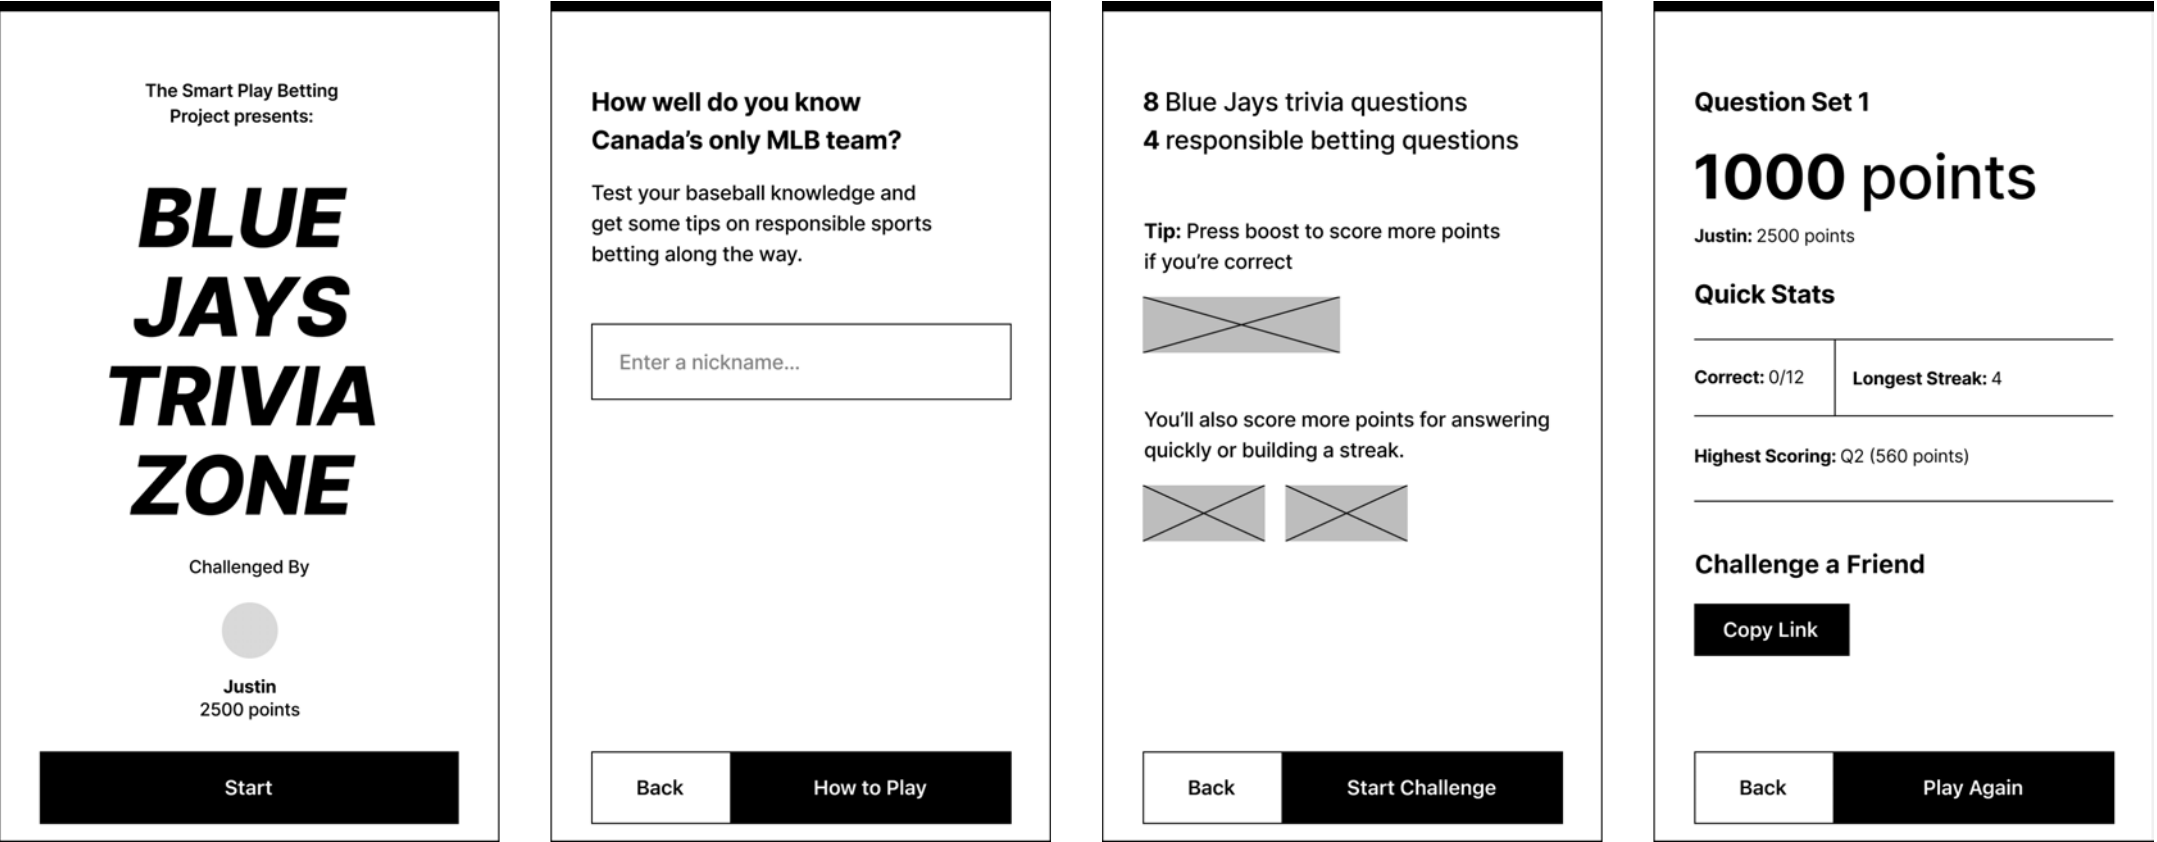 The Smart Play Betting
Project presents:
BLUE
JAYS
TRIVIA
ZONE
Challenged By
Justin
2500 points
Start
How well do you know
Canada’s only MLB team?
Test your baseball knowledge and
get some tips on responsible sports
betting along the way.
Enter a nickname...
Back
How to Play
8 Blue Jays trivia questions
4 responsible betting questions
Tip: Press boost to score more points
if you’re correct
You’ll also score more points for answering
quickly or building a streak.
Back
Start Challenge
Question Set 1
1000 points
Justin: 2500 points
Quick Stats
Correct: 0/12
Longest Streak: 4
Highest Scoring: Q2 (560 points)
Challenge a Friend
Copy Link
Back
Play Again